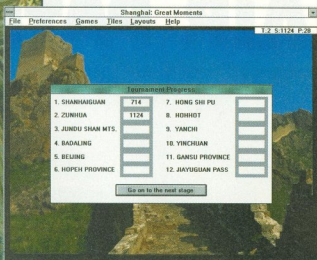 Shanghai: Great Moments
File Preferences Games Tiles Layouts Help
T:2 S:1124 P:28
Tournament Progress
1. SHANHAIGUAN 714
2. ZUNHUA 1124
3. JUNDU SHAN MTS.
4. BADALING
5. BEIJING
6. HOPEH PROVINCE
7. HONG SHI PU
8. HOHHOT
9. YANCHI
10. YINCHUAN
11. GANSU PROVINCE
12. JIAYUGUAN PASS
Go on to the next stage